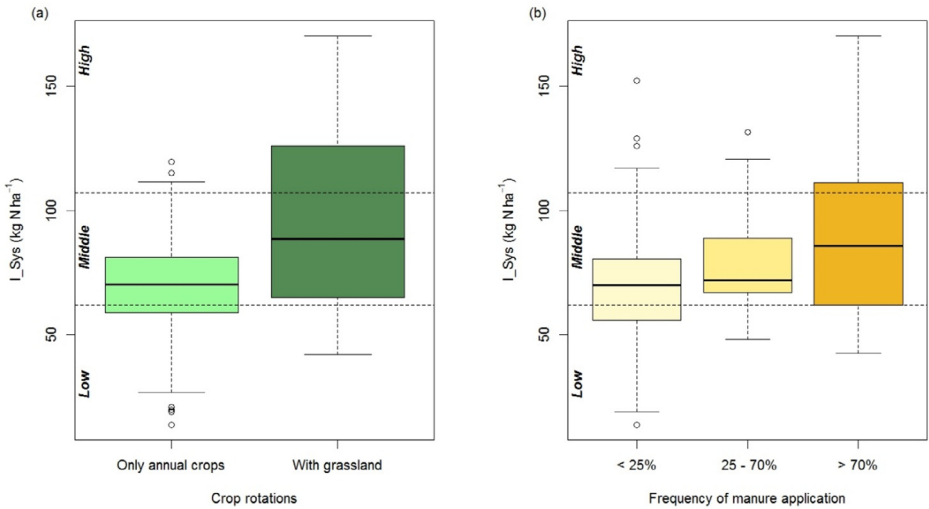 (a)
High
Middle
Low
150
100
50
I_Sys (kg N ha⁻¹)
Only annual crops
With grassland
Crop rotations
(b)
High
Middle
Low
150
100
50
I_Sys (kg N ha⁻¹)
< 25%
25 - 70%
> 70%
Frequency of manure application